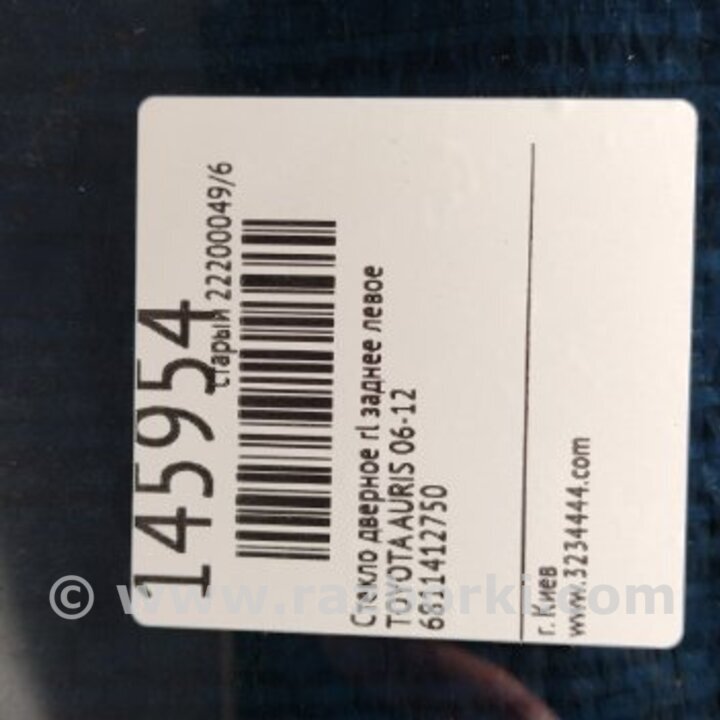 145954
старый 22200049/6
Стекло дверное rl заднее левое
TOYOTA AURIS 06-12
6811412750
г. Киев
www.3234444.com
© www.razborki.com